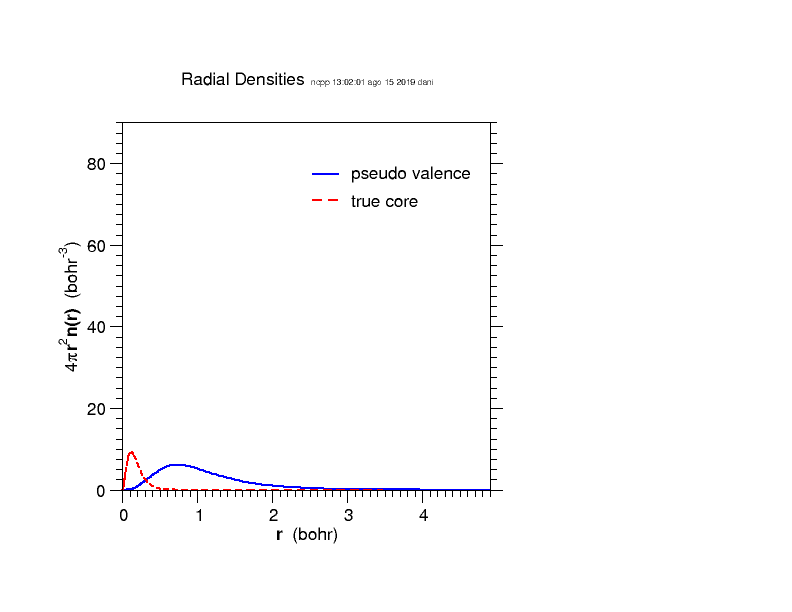 Radial Densities ncpp 13:02:01 ago 15 2019 dani
80
60
40
20
0
pseudo valence
true core
4πr²n(r) (bohr⁻³)
0 1 2 3 4
r (bohr)